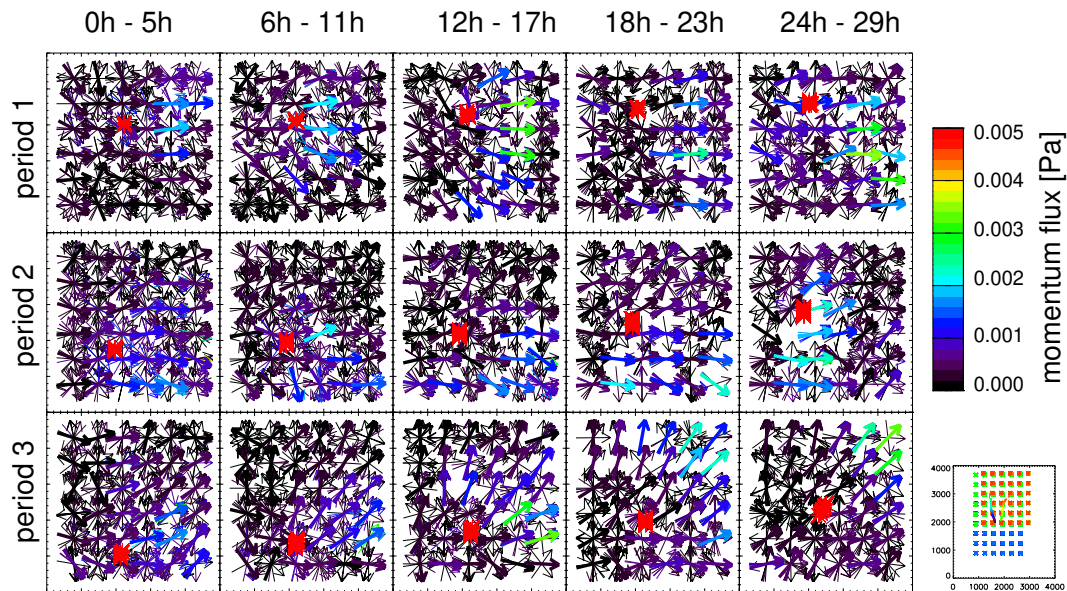 0h - 5h 6h - 11h 12h - 17h 18h - 23h 24h - 29h
period 1
period 2
period 3
0.005
0.004
0.003
0.002
0.001
0.000
momentum flux [Pa]
4000
3000
2000
1000
0
0 1000 2000 3000 4000